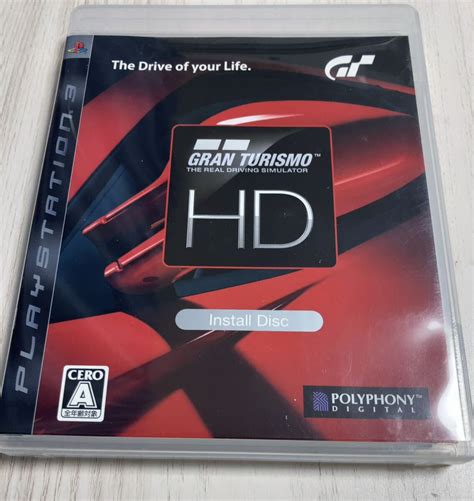 PLAYSTATION 3
The Drive of your Life.
GT
GRAN TURISMO™
THE REAL DRIVING SIMULATOR
HD
Install Disc
CERO
A
全年齢対象
POLYPHONY
DIGITAL